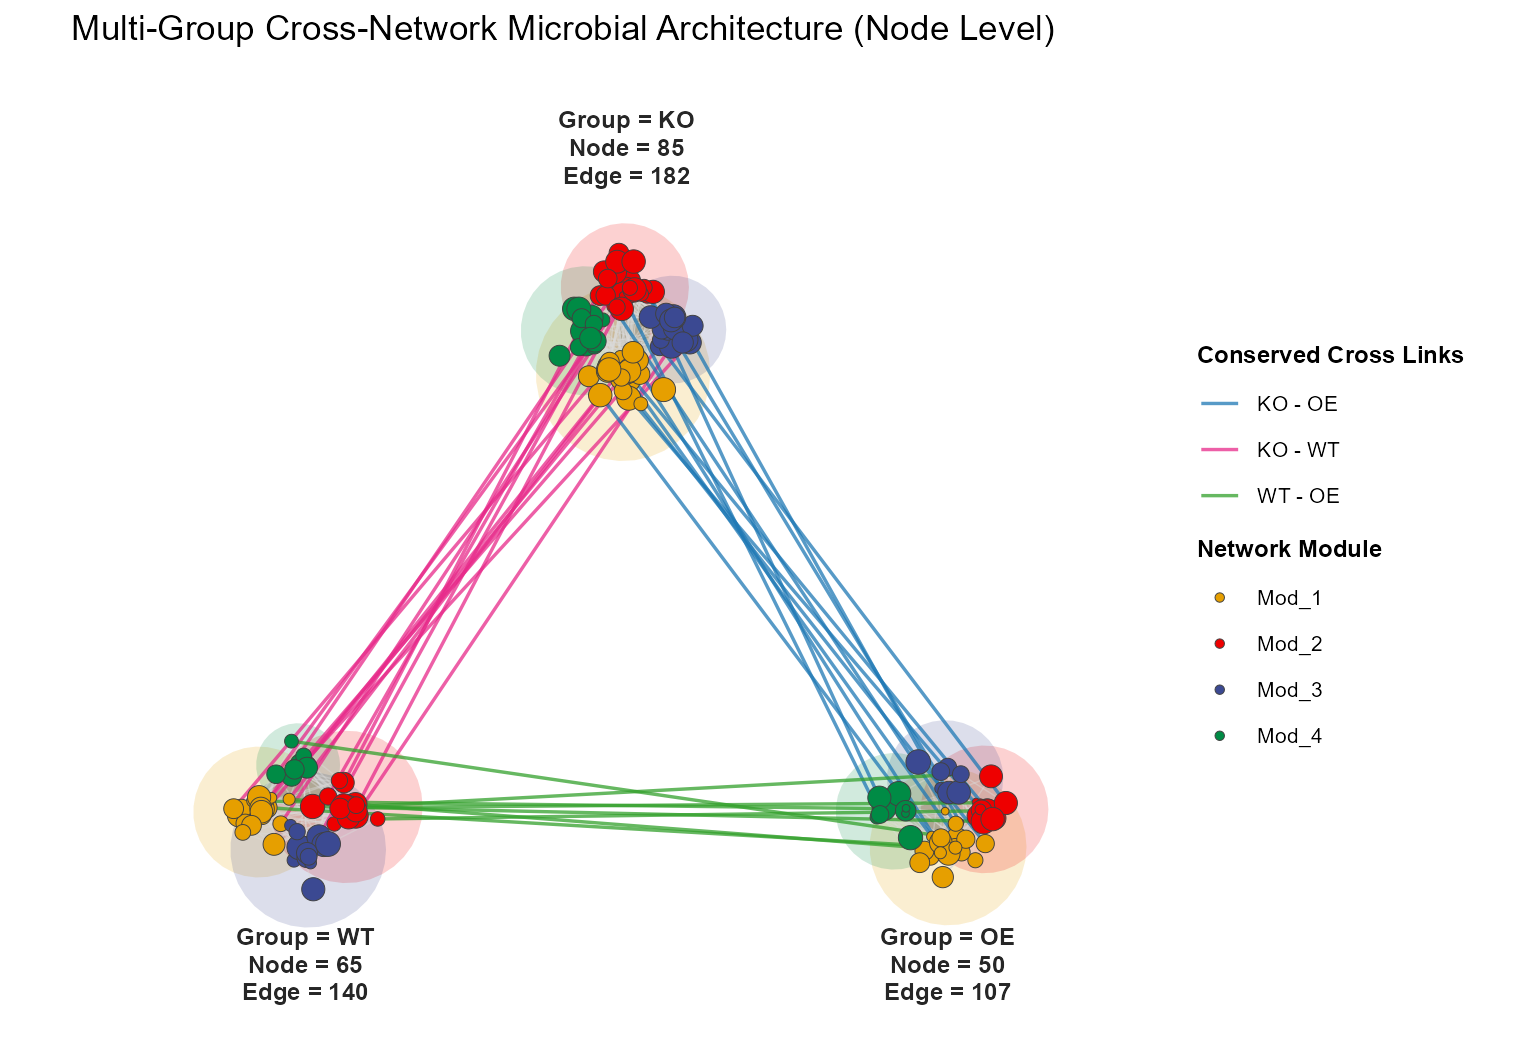 Multi-Group Cross-Network Microbial Architecture (Node Level)
Group = KO
Node = 85
Edge = 182
Conserved Cross Links
KO - OE
KO - WT
WT - OE
Network Module
Mod_1
Mod_2
Mod_3
Mod_4
Group = WT
Node = 65
Edge = 140
Group = OE
Node = 50
Edge = 107